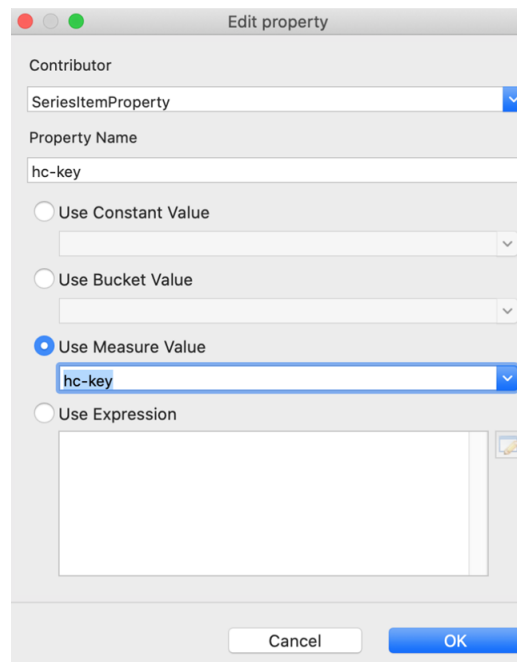 Edit property
Contributor
SeriesItemProperty
Property Name
hc-key
Use Constant Value
Use Bucket Value
Use Measure Value
hc-key
Use Expression
Cancel
OK